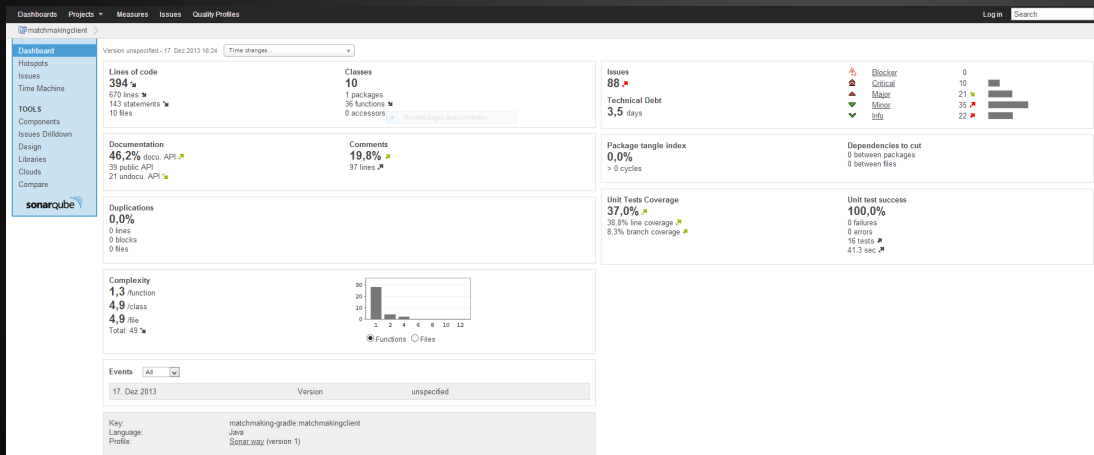 Dashboards Projects Measures Issues Quality Profiles Log in Search
matchmakingclient
Dashboard
Hotspots
Issues
Time Machine
TOOLS
Components
Issues Drilldown
Design
Libraries
Clouds
Compare
sonarqube
Version unspecified - 17. Dez 2013 16:24 Time changes...
Lines of code
394
670 lines
143 statements
10 files
Classes
10
1 packages
36 functions
0 accessors
Rechteckiges Ausschneiden
Documentation
46,2% docu. API
39 public API
21 undocu. API
Comments
19,8%
97 lines
Duplications
0,0%
0 lines
0 blocks
0 files
Complexity
1,3 /function
4,9 /class
4,9 /file
Total: 49
30
20
10
0
1 2 4 6 8 10 12
Functions Files
Events All
17. Dez 2013 Version unspecified
Key: matchmaking-gradle:matchmakingclient
Language: Java
Profile: Sonar way (version 1)
Issues
88
Technical Debt
3,5 days
Blocker 0
Critical 10
Major 21
Minor 35
Info 22
Package tangle index
0,0%
> 0 cycles
Dependencies to cut
0 between packages
0 between files
Unit Tests Coverage
37,0%
38,8% line coverage
8,3% branch coverage
Unit test success
100,0%
0 failures
0 errors
16 tests
41.3 sec